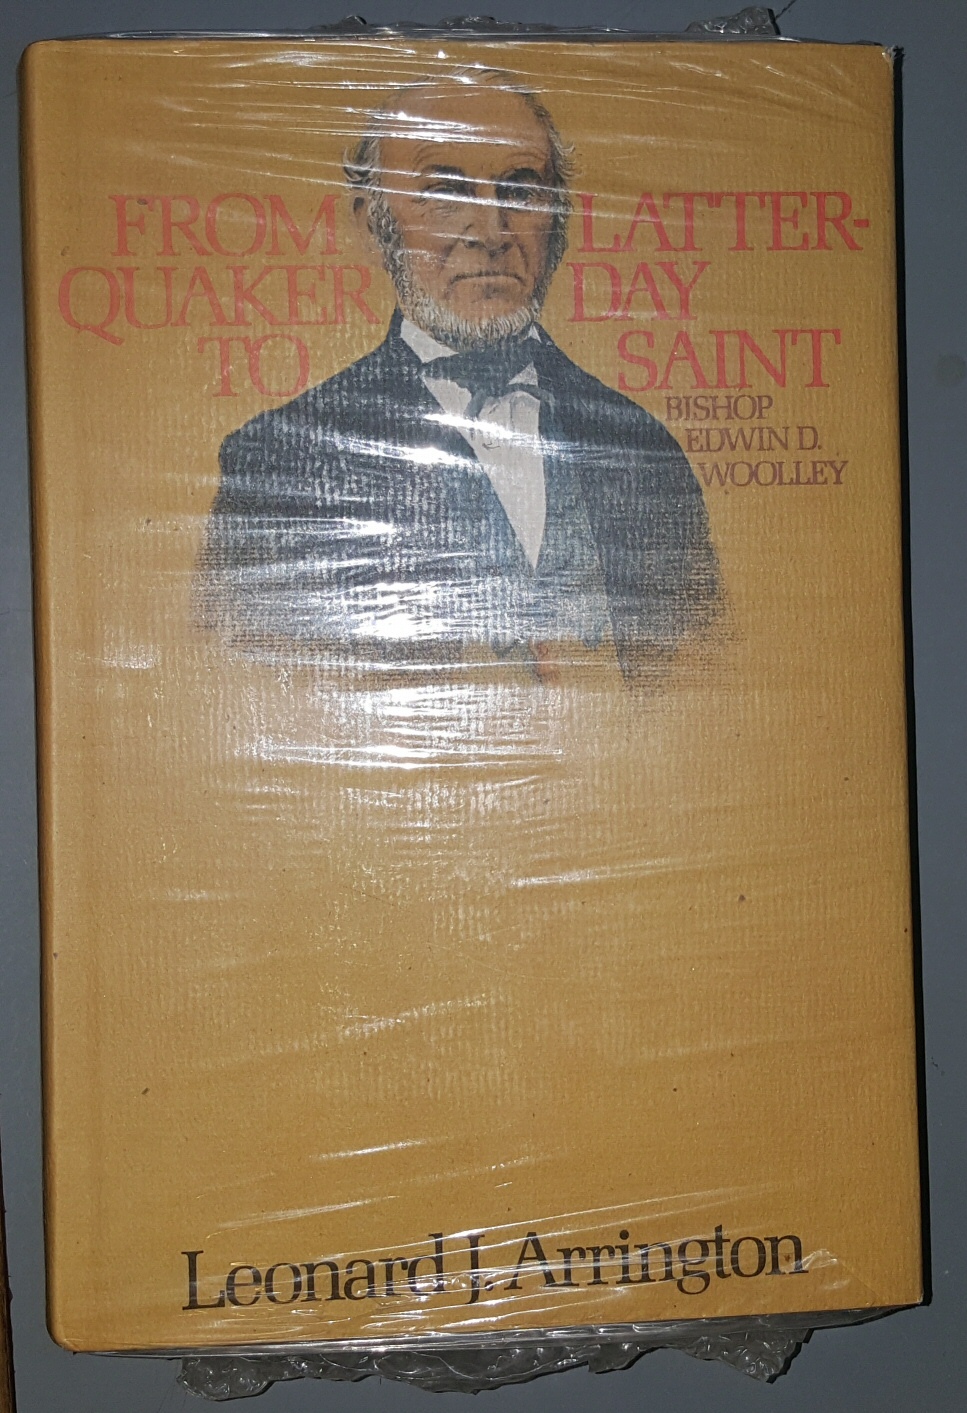 FROM LATTER-
QUAKER DAY
TO SAINT
BISHOP
EDWIN D.
WOOLLEY
Leonard J. Arrington